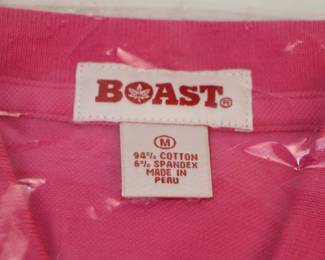 BOAST®
M
94% COTTON
6% SPANDEX
MADE IN
PERU